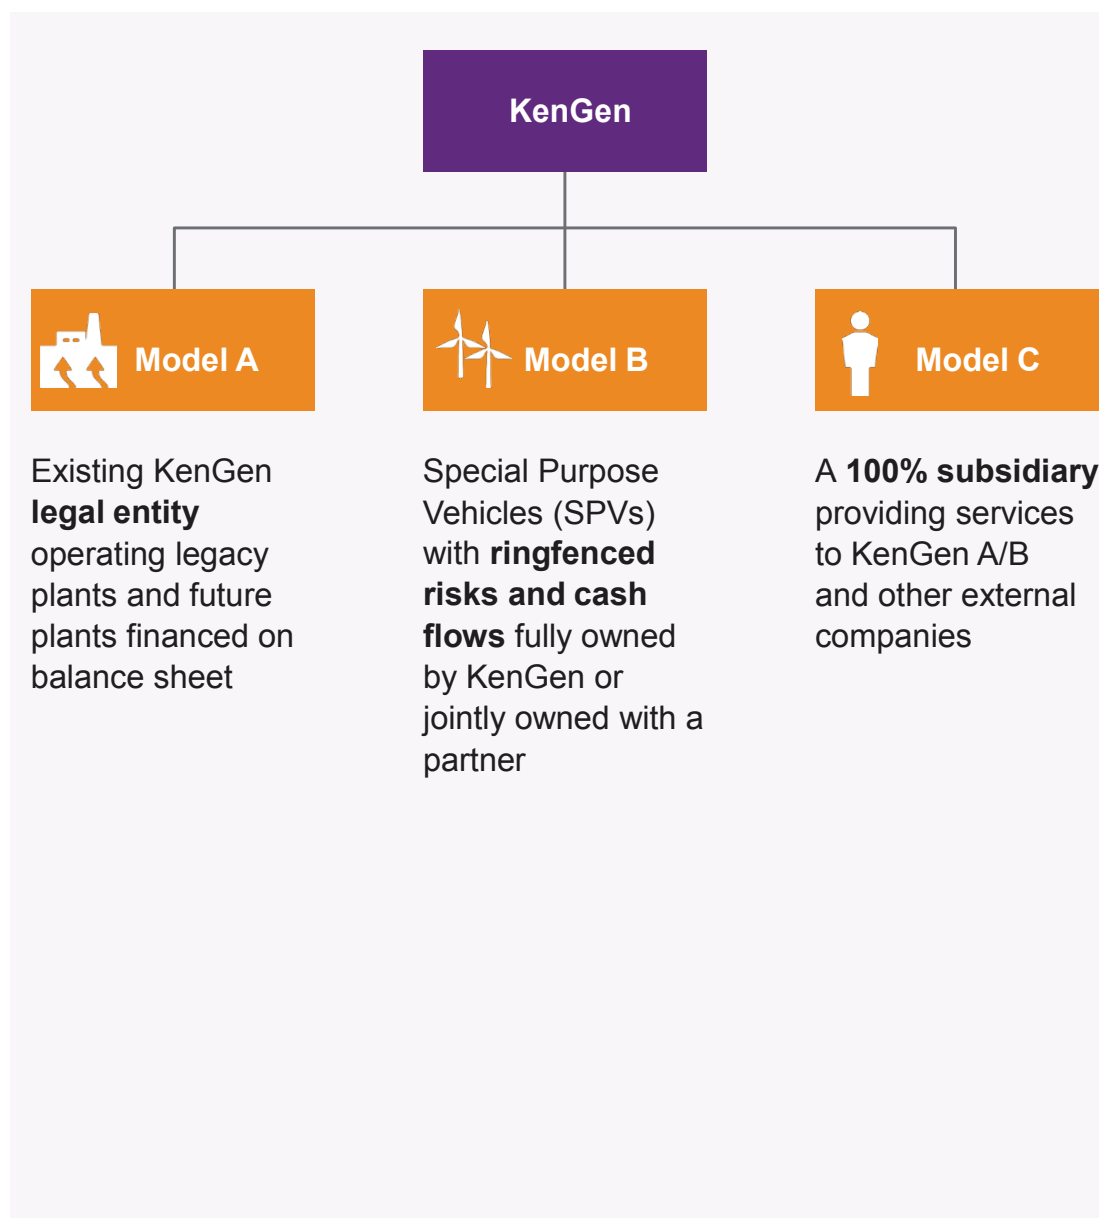 KenGen
Model A
Existing KenGen
legal entity
operating legacy
plants and future
plants financed on
balance sheet
Model B
Special Purpose
Vehicles (SPVs)
with ringfenced
risks and cash
flows fully owned
by KenGen or
jointly owned with a
partner
Model C
A 100% subsidiary
providing services
to KenGen A/B
and other external
companies